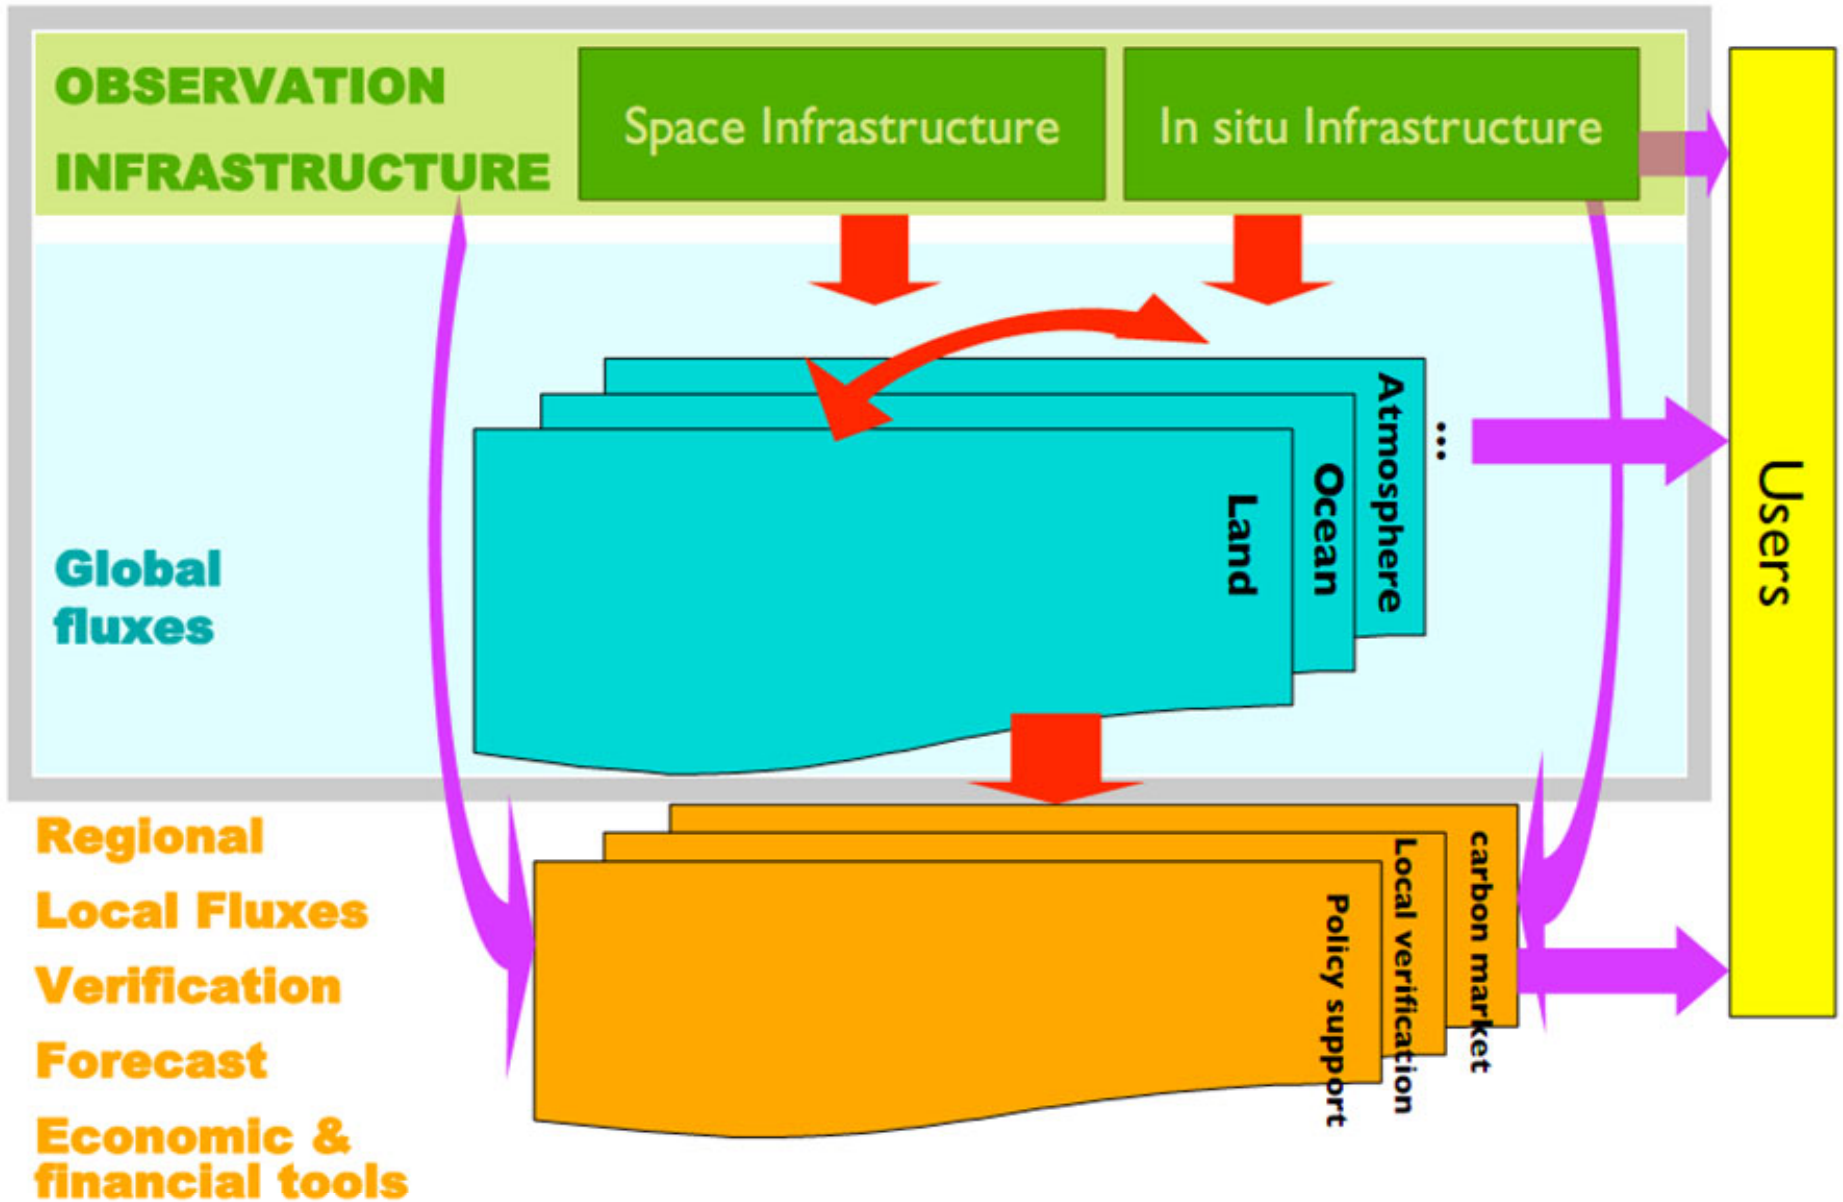 OBSERVATION
INFRASTRUCTURE
Space Infrastructure
In situ Infrastructure
Global
fluxes
Land
Ocean
Atmosphere
...
Users
Regional
Local Fluxes
Verification
Forecast
Economic &
financial tools
Policy support
Local verification
carbon market